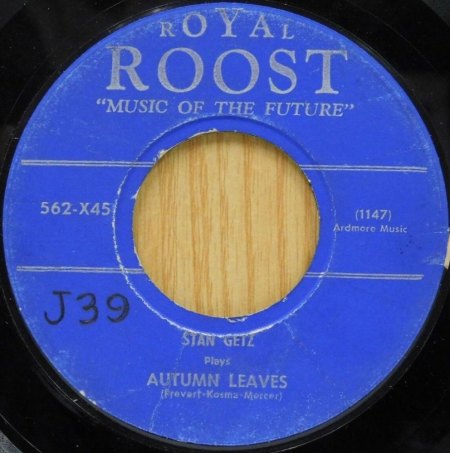 ROYAL
ROOST
"MUSIC OF THE FUTURE"
562-X45
(1147)
Ardmore Music
J39
STAN GETZ
Plays
AUTUMN LEAVES
(Prevert-Kosma-Mercer)